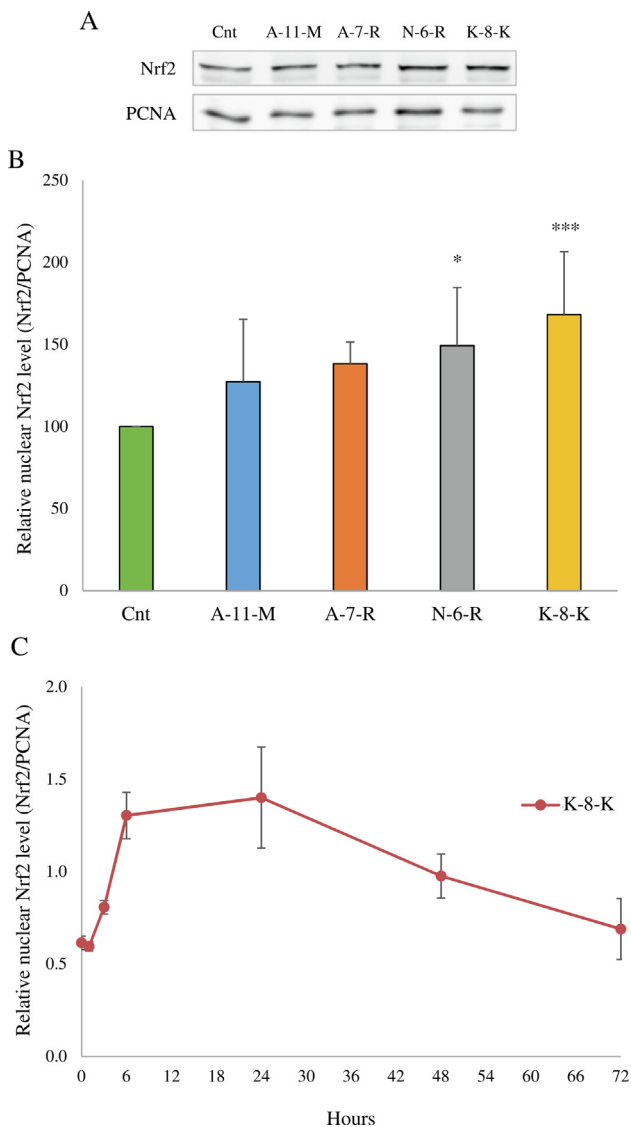 A
Cnt A-11-M A-7-R N-6-R K-8-K
Nrf2
PCNA
B
Relative nuclear Nrf2 level (Nrf2/PCNA)
250
200
150
100
50
0
*
***
Cnt A-11-M A-7-R N-6-R K-8-K
C
Relative nuclear Nrf2 level (Nrf2/PCNA)
2.0
1.5
1.0
0.5
0.0
K-8-K
0 6 12 18 24 30 36 42 48 54 60 66 72
Hours